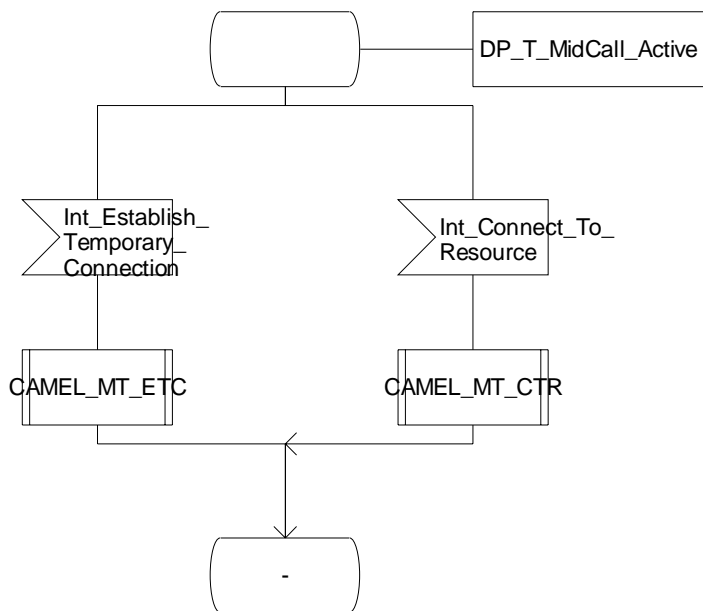 DP_T_MidCall_Active
Int_Establish_
Temporary_
Connection
Int_Connect_To_
Resource
CAMEL_MT_ETC
CAMEL_MT_CTR
-